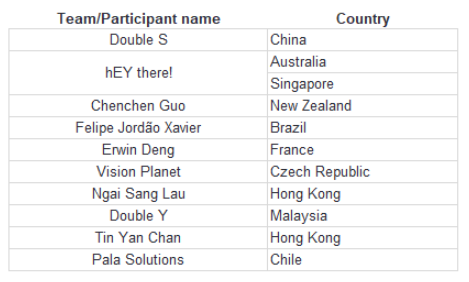 Team/Participant name Country
Double S China
hEY there! Australia
Singapore
Chenchen Guo New Zealand
Felipe Jordão Xavier Brazil
Erwin Deng France
Vision Planet Czech Republic
Ngai Sang Lau Hong Kong
Double Y Malaysia
Tin Yan Chan Hong Kong
Pala Solutions Chile